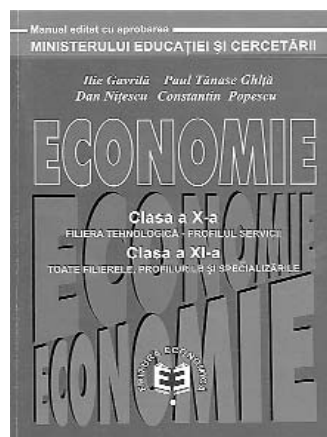 Manual editat cu aprobarea
MINISTERULUI EDUCAȚIEI ȘI CERCETĂRII
Ilie Gavrilă Paul Tănase Ghiță
Dan Nițescu Constantin Popescu
ECONOMIE
Clasa a X-a
FILIERA TEHNOLOGICĂ - PROFILUL SERVICII
Clasa a XI-a
TOATE FILIERELE, PROFILURILE ȘI SPECIALIZĂRILE
ECONOMIE
ECONOMIE
EDITURA ECONOMICĂ